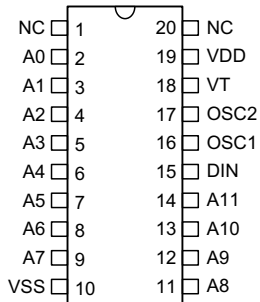 NC 1 20 NC
A0 2 19 VDD
A1 3 18 VT
A2 4 17 OSC2
A3 5 16 OSC1
A4 6 15 DIN
A5 7 14 A11
A6 8 13 A10
A7 9 12 A9
VSS 10 11 A8